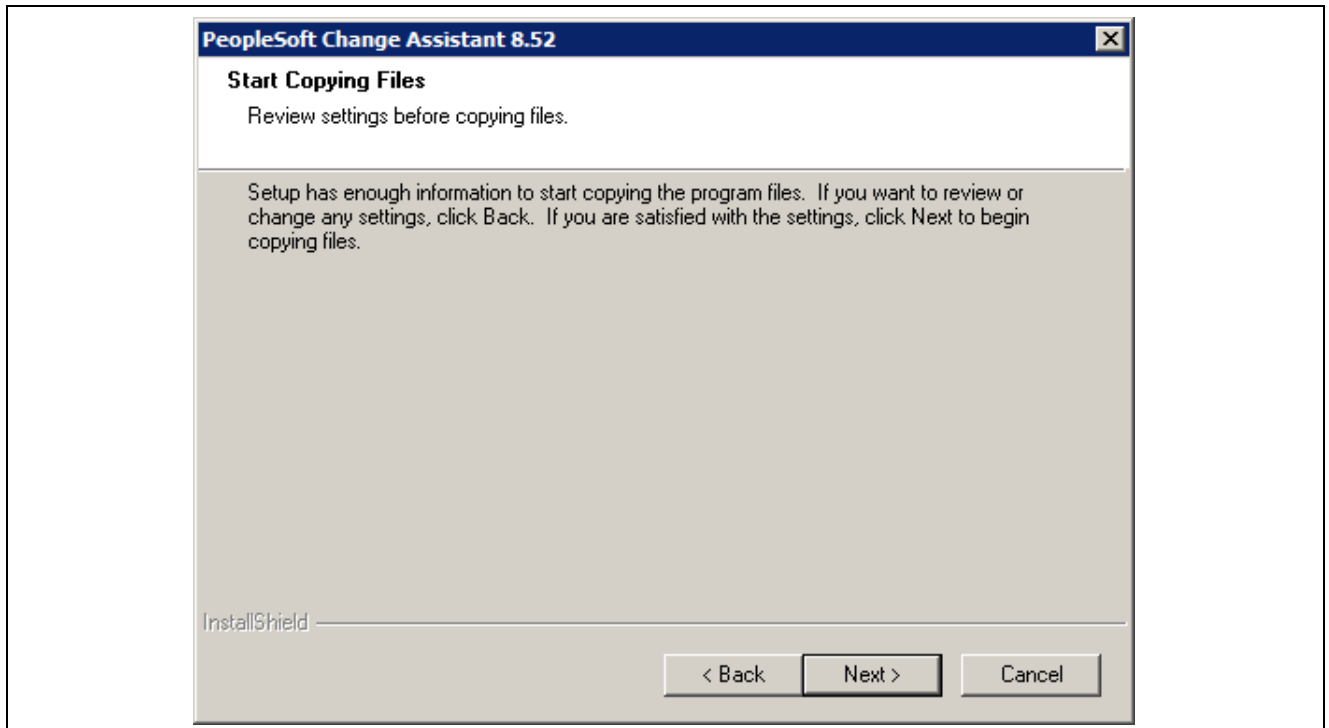 PeopleSoft Change Assistant 8.52
Start Copying Files
Review settings before copying files.
Setup has enough information to start copying the program files.  If you want to review or
change any settings, click Back.  If you are satisfied with the settings, click Next to begin
copying files.
InstallShield
< Back
Next >
Cancel